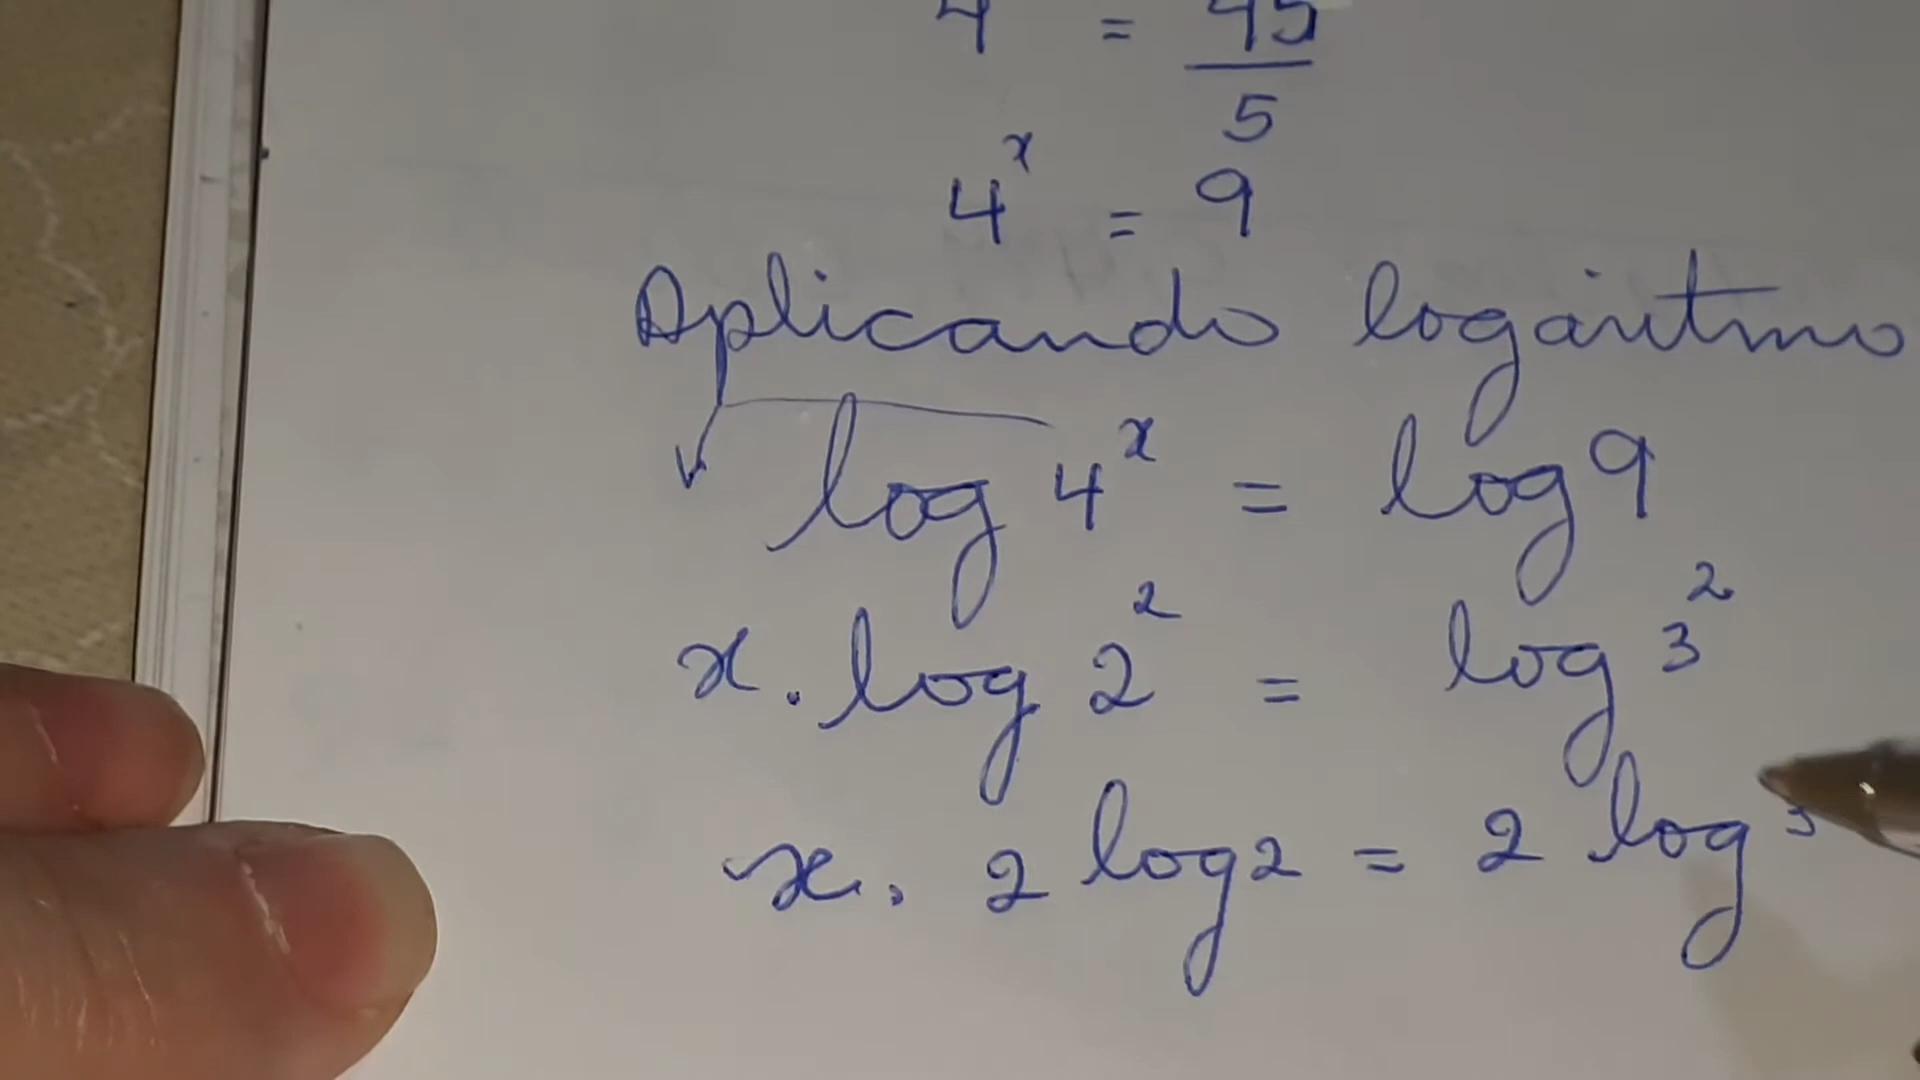 4 = 45
5
4^x = 9
Aplicando logaritmo
log 4^x = log 9
x . log 2^2 = log 3^2
x . 2 log 2 = 2 log 3